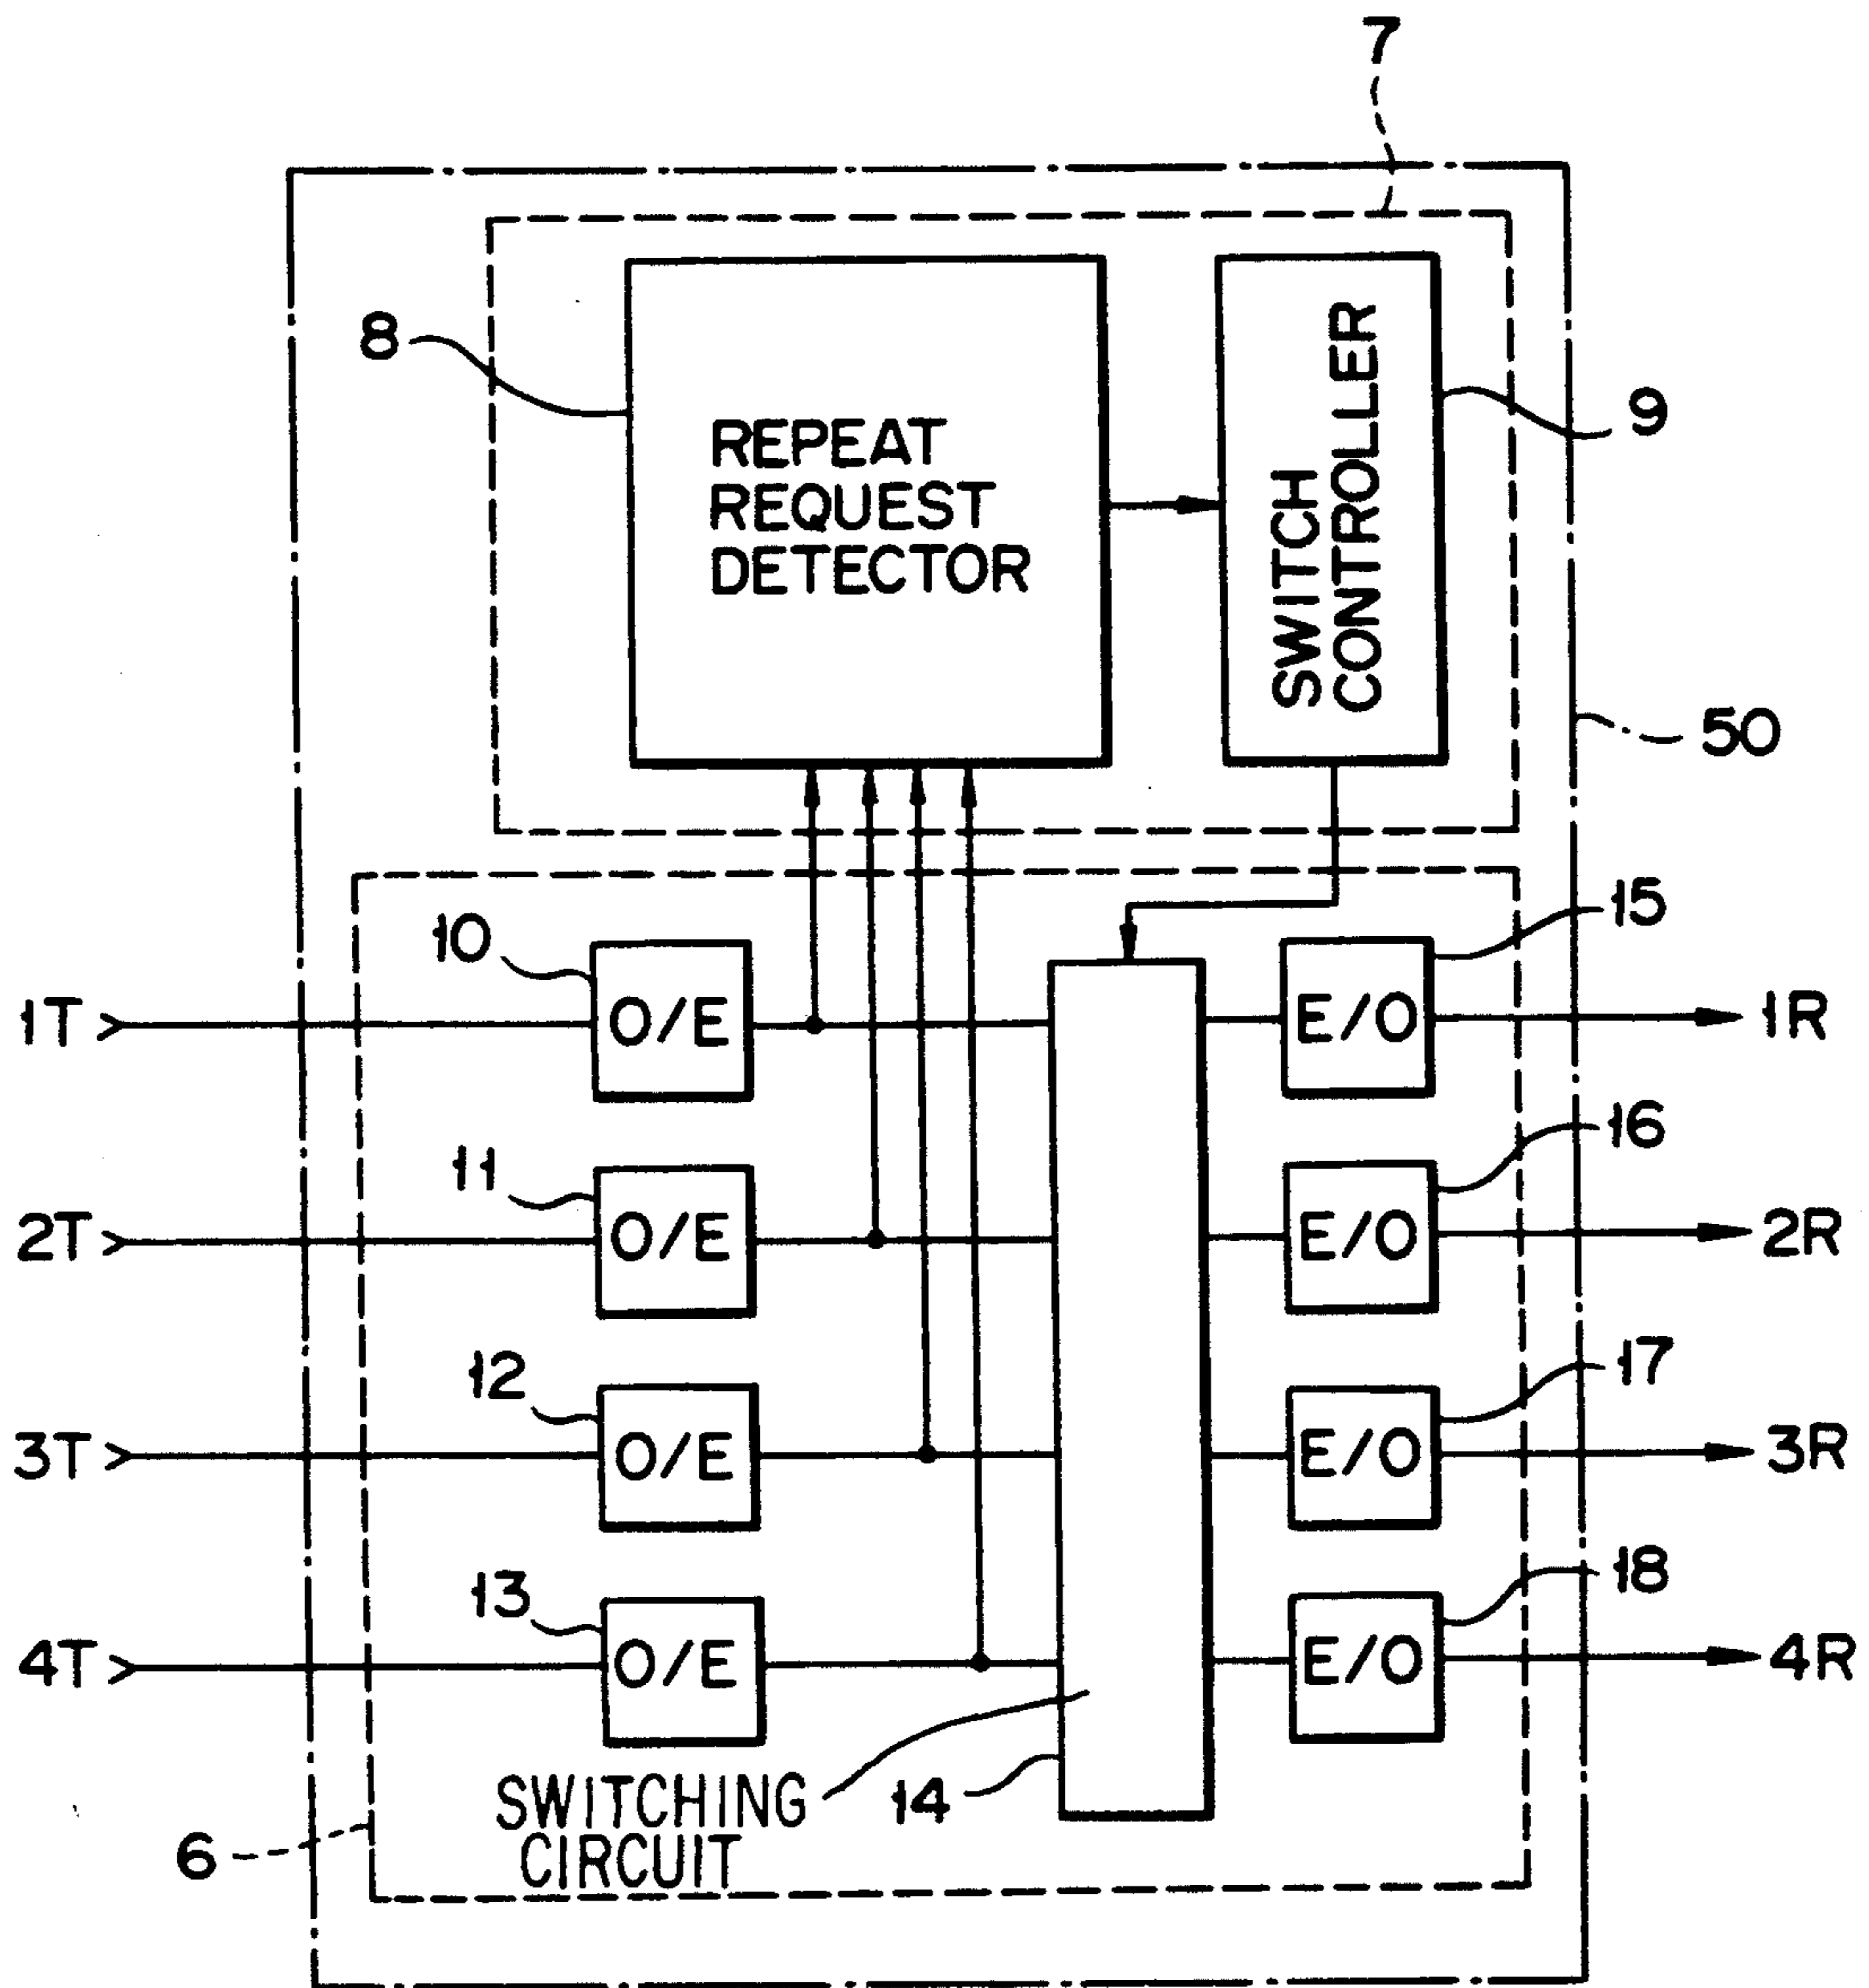 7
8
REPEAT
REQUEST
DETECTOR
SWITCH
CONTROLLER
9
50
10
15
1T
O/E
E/O
1R
11
16
2T
O/E
E/O
2R
12
17
3T
O/E
E/O
3R
13
18
4T
O/E
E/O
4R
SWITCHING
CIRCUIT
14
6